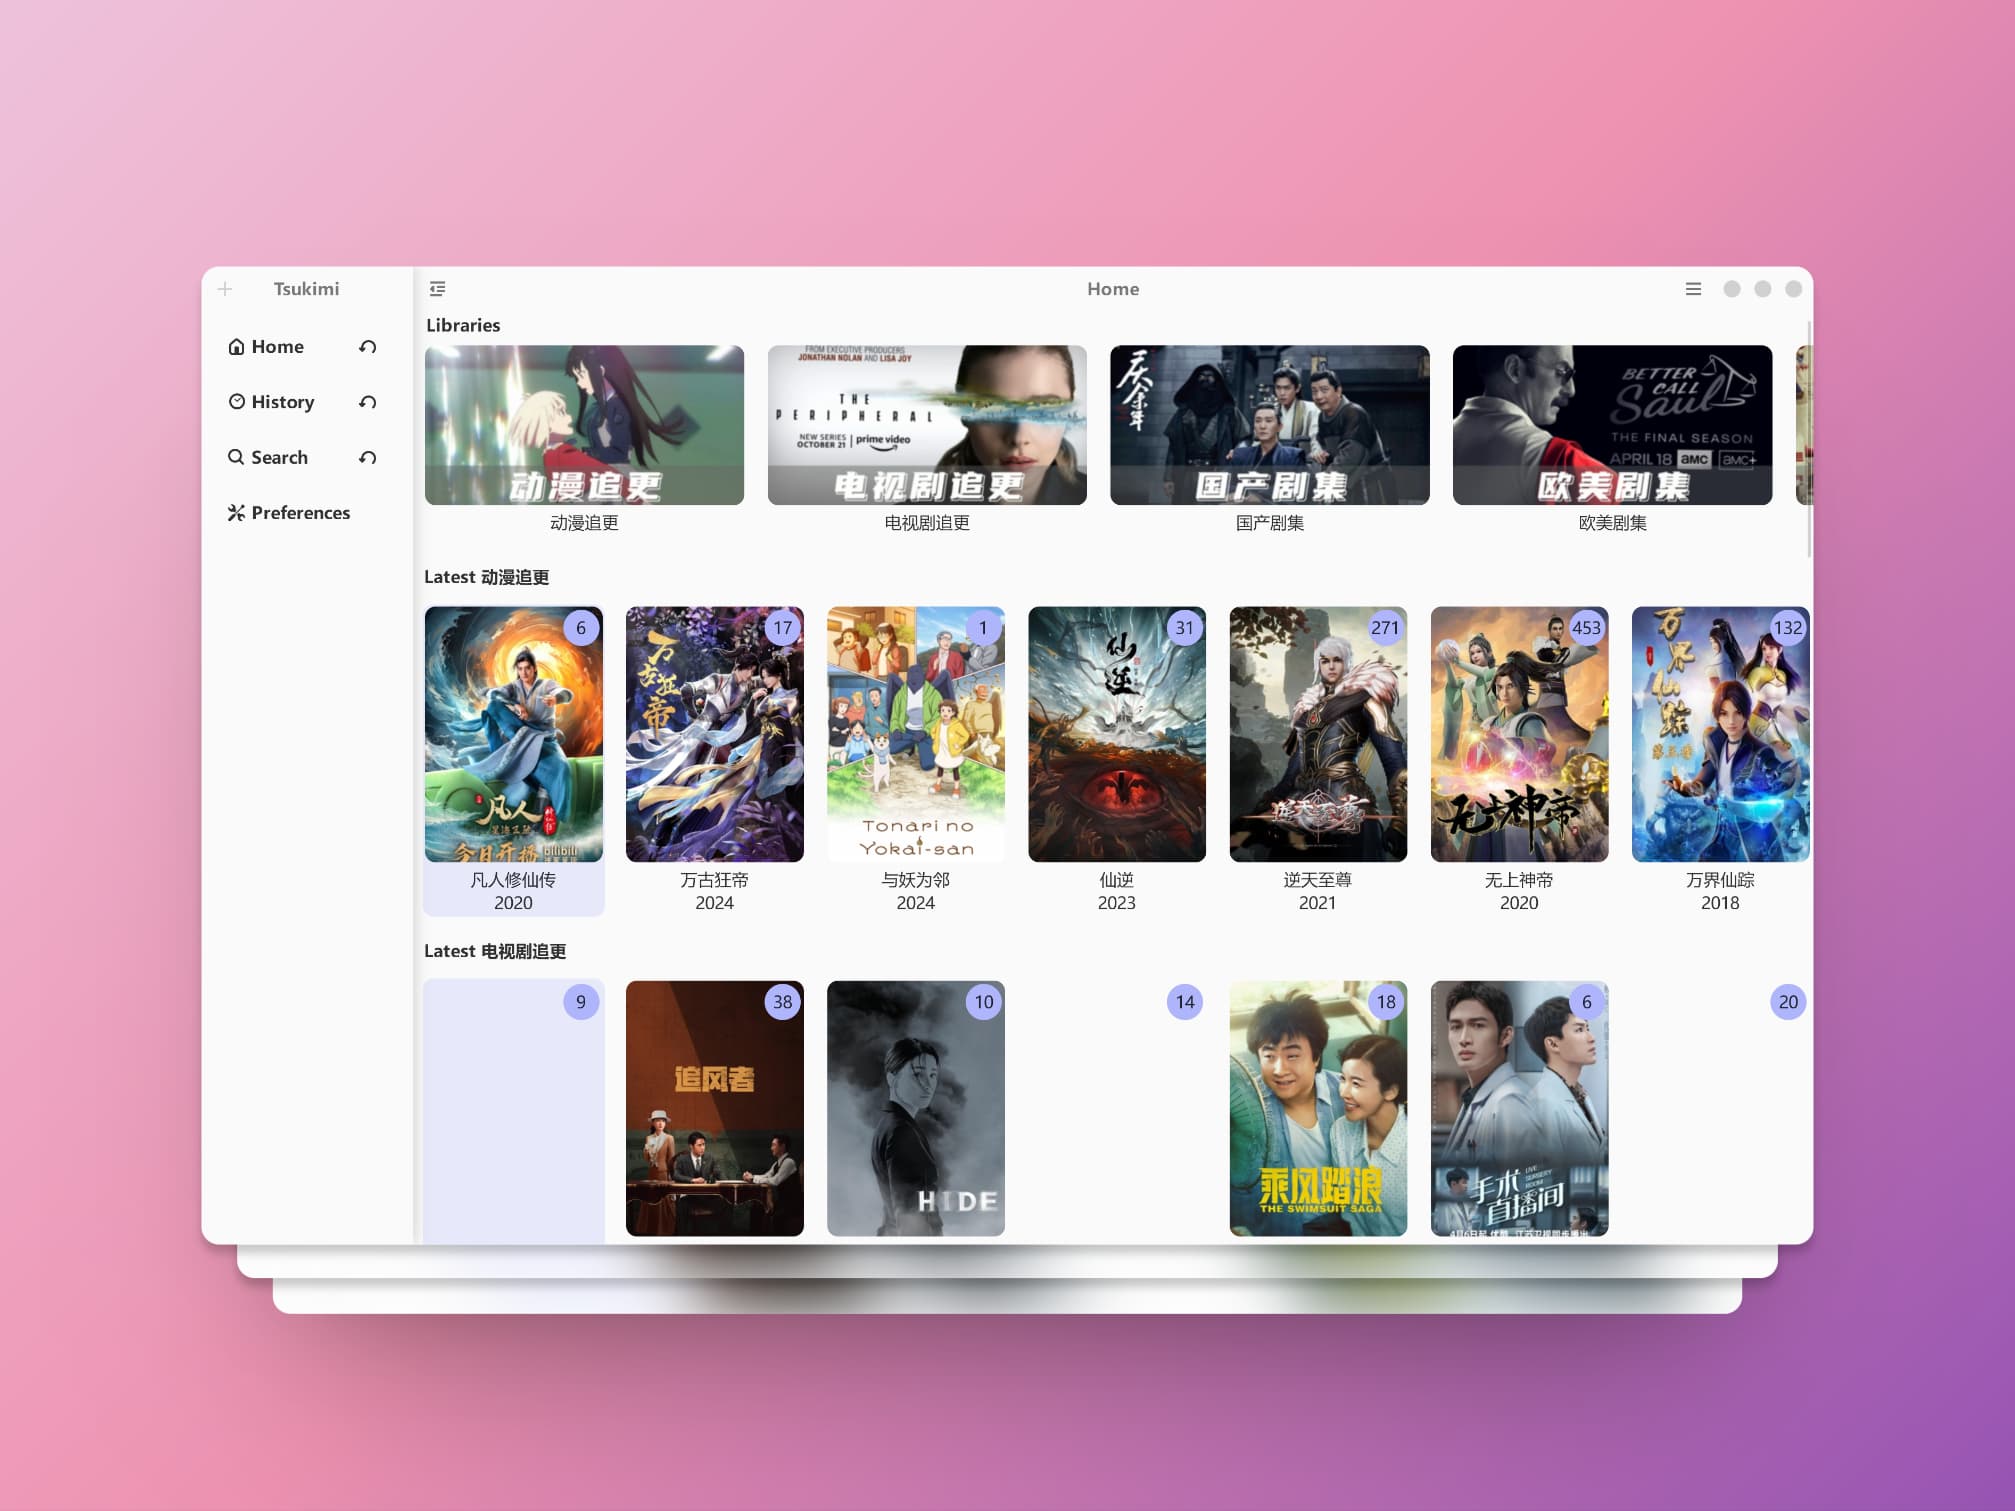 Tsukimi
Home
Home
History
Search
Preferences
Libraries
FROM EXECUTIVE PRODUCERS
JONATHAN NOLAN AND LISA JOY
THE
PERIPHERAL
NEW SERIES
OCTOBER 21
prime video
庆余年
BETTER
CALL
Saul
THE FINAL SEASON
APRIL 18 amc amc+
动漫追更
电视剧追更
国产剧集
欧美剧集
动漫追更
电视剧追更
国产剧集
欧美剧集
Latest 动漫追更
6
17
1
31
271
453
132
凡人
今日开播 bilibili
万古狂帝
Tonari no
Yokai-san
仙逆
逆天至尊
无上神帝
万界仙踪
第五季
凡人修仙传
2020
万古狂帝
2024
与妖为邻
2024
仙逆
2023
逆天至尊
2021
无上神帝
2020
万界仙踪
2018
Latest 电视剧追更
9
38
10
14
18
6
20
追风者
HIDE
乘风踏浪
THE SWIMSUIT SAGA
手术
直播间
LIVE
SURGERY
ROOM